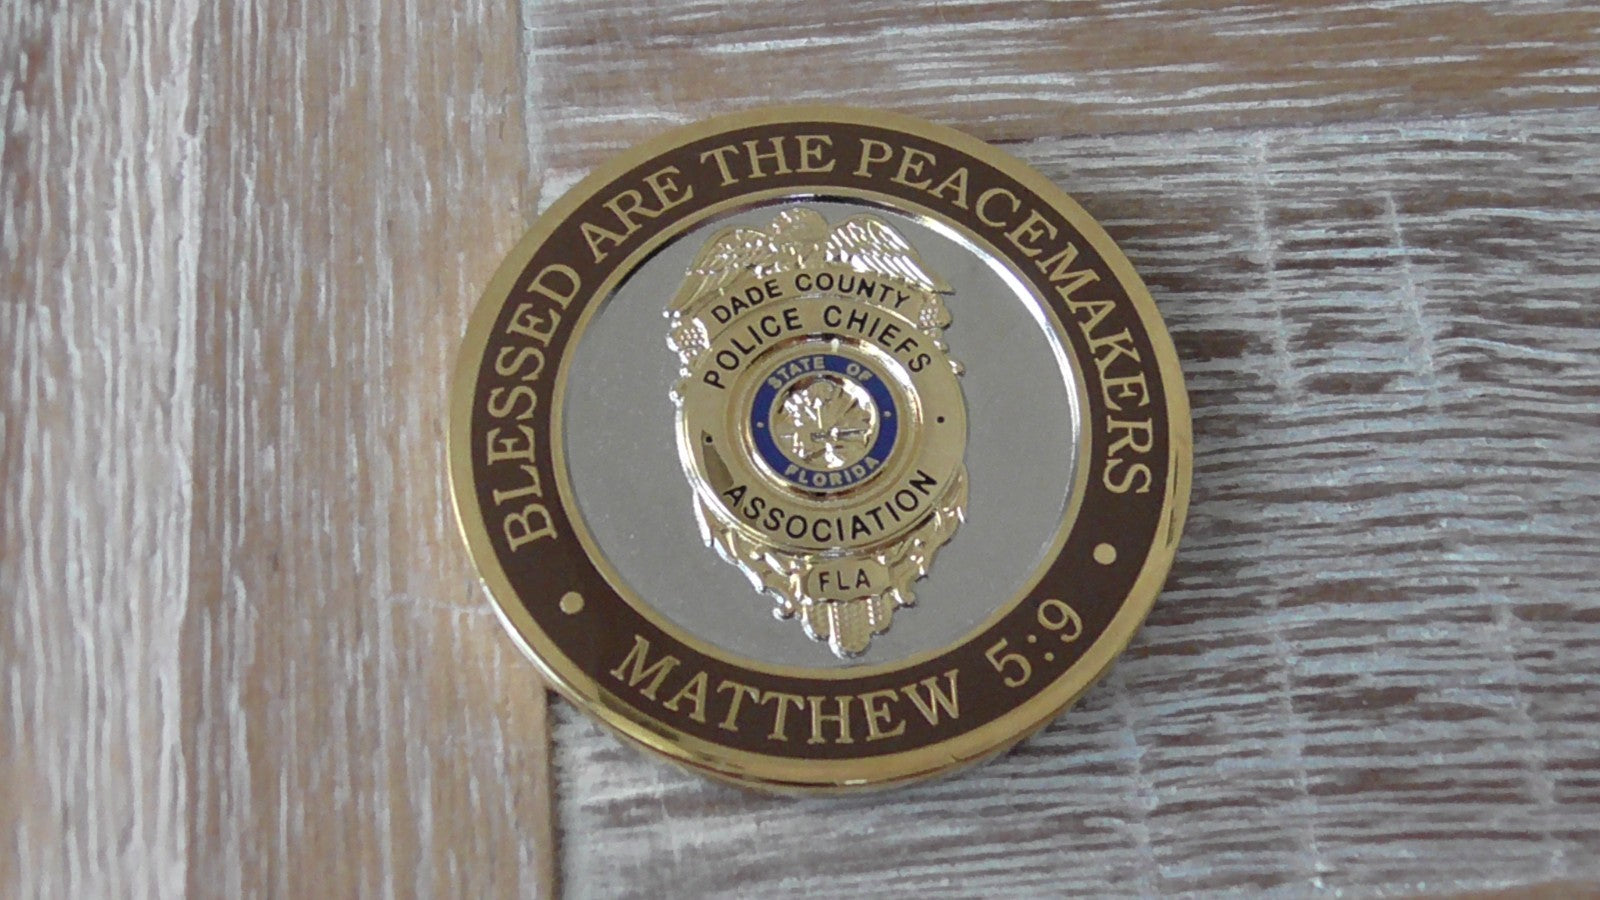 BLESSED ARE THE PEACEMAKERS
DADE COUNTY
POLICE CHIEFS
STATE OF
FLORIDA
ASSOCIATION
FLA
MATTHEW 5:9